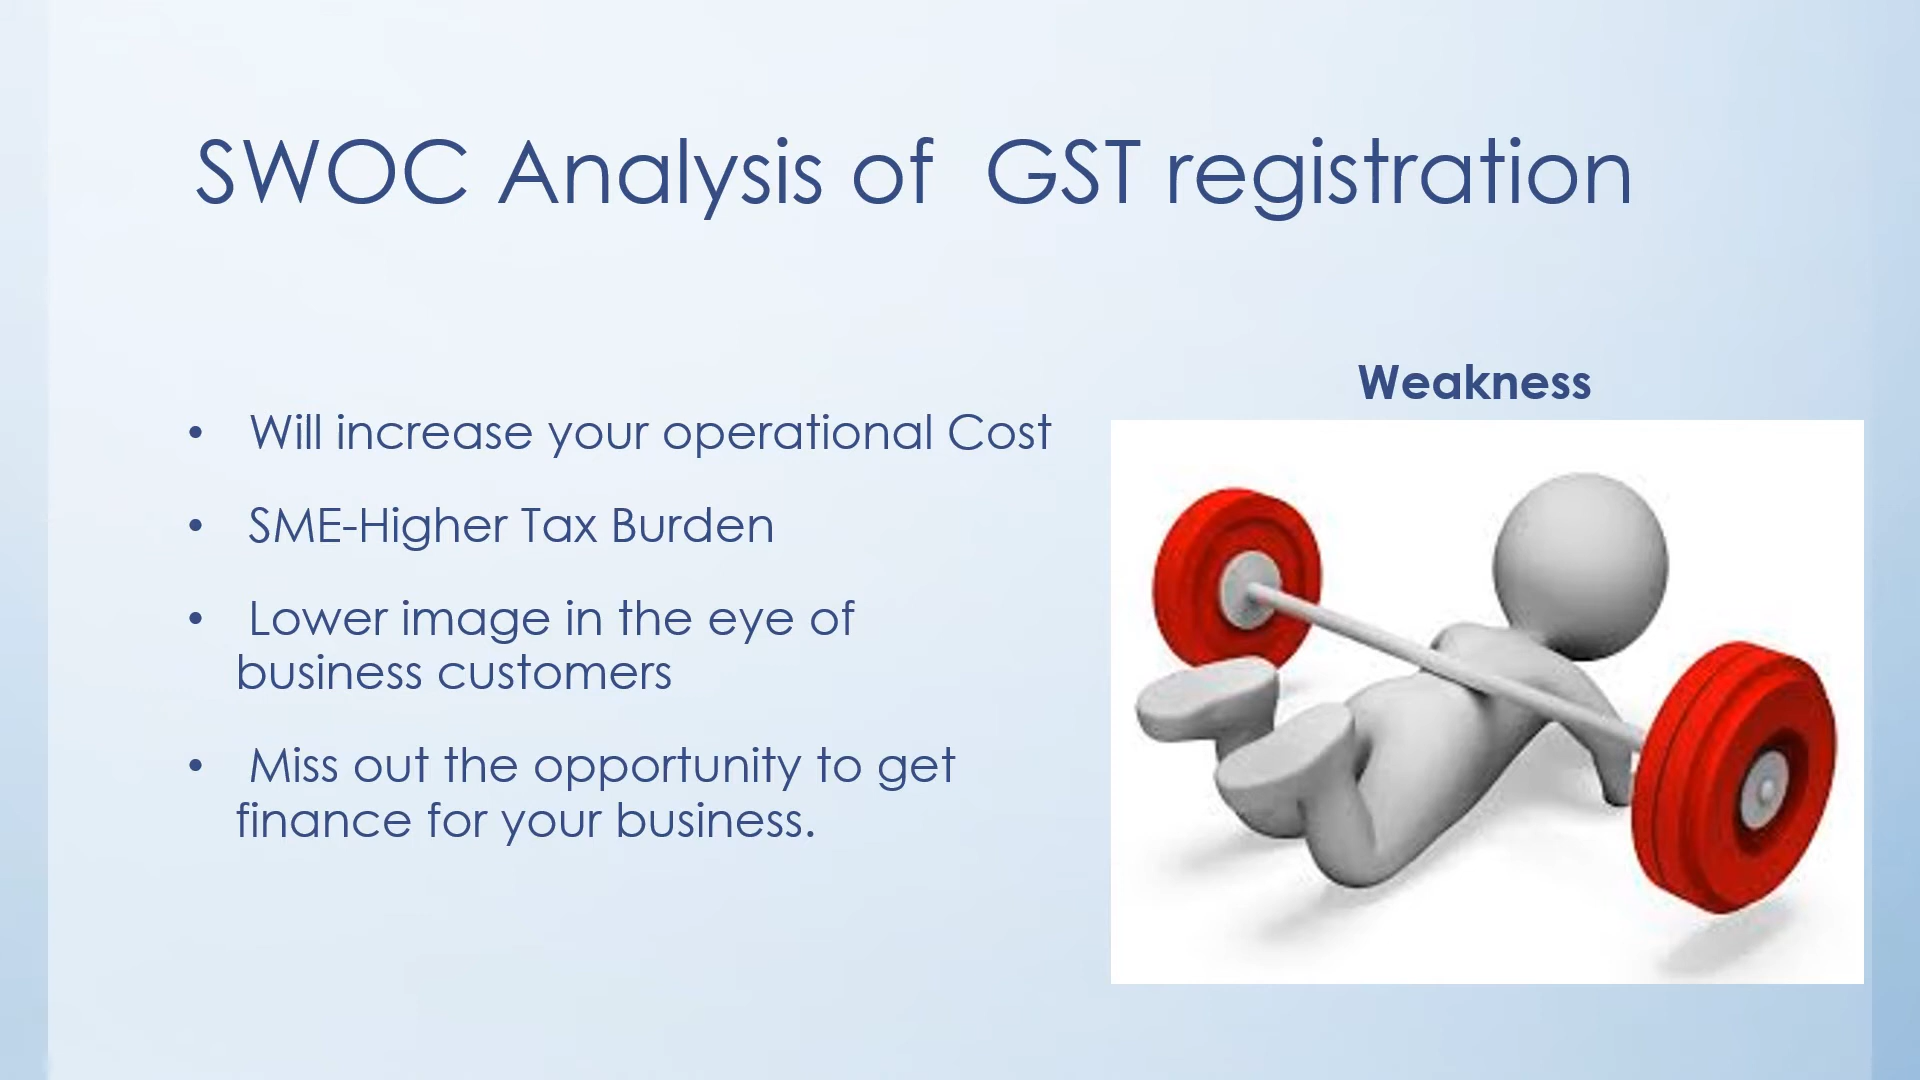 SWOC Analysis of  GST registration
Weakness
• Will increase your operational Cost
• SME-Higher Tax Burden
• Lower image in the eye of
business customers
• Miss out the opportunity to get
finance for your business.